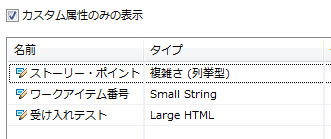 カスタム属性のみの表示
名前 タイプ
ストーリー・ポイント 複雑さ (列挙型)
ワークアイテム番号 Small String
受け入れテスト Large HTML